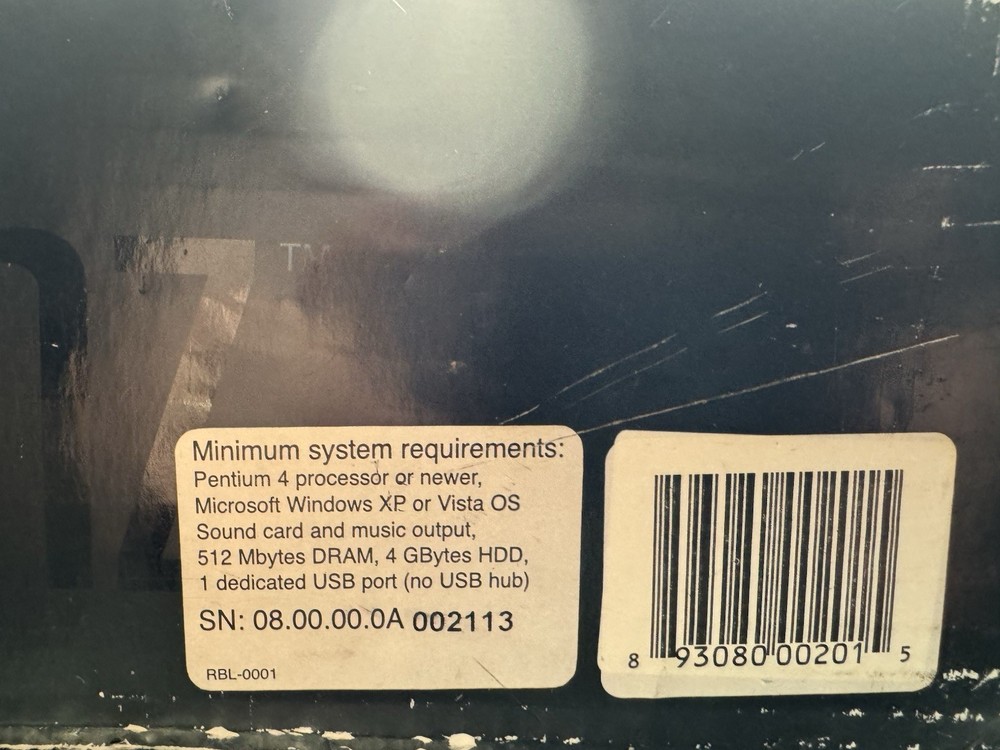 7 ™
Minimum system requirements:
Pentium 4 processor or newer,
Microsoft Windows XP or Vista OS
Sound card and music output,
512 Mbytes DRAM, 4 GBytes HDD,
1 dedicated USB port (no USB hub)
SN: 08.00.00.0A 002113
RBL-0001
8 93080 00201 5